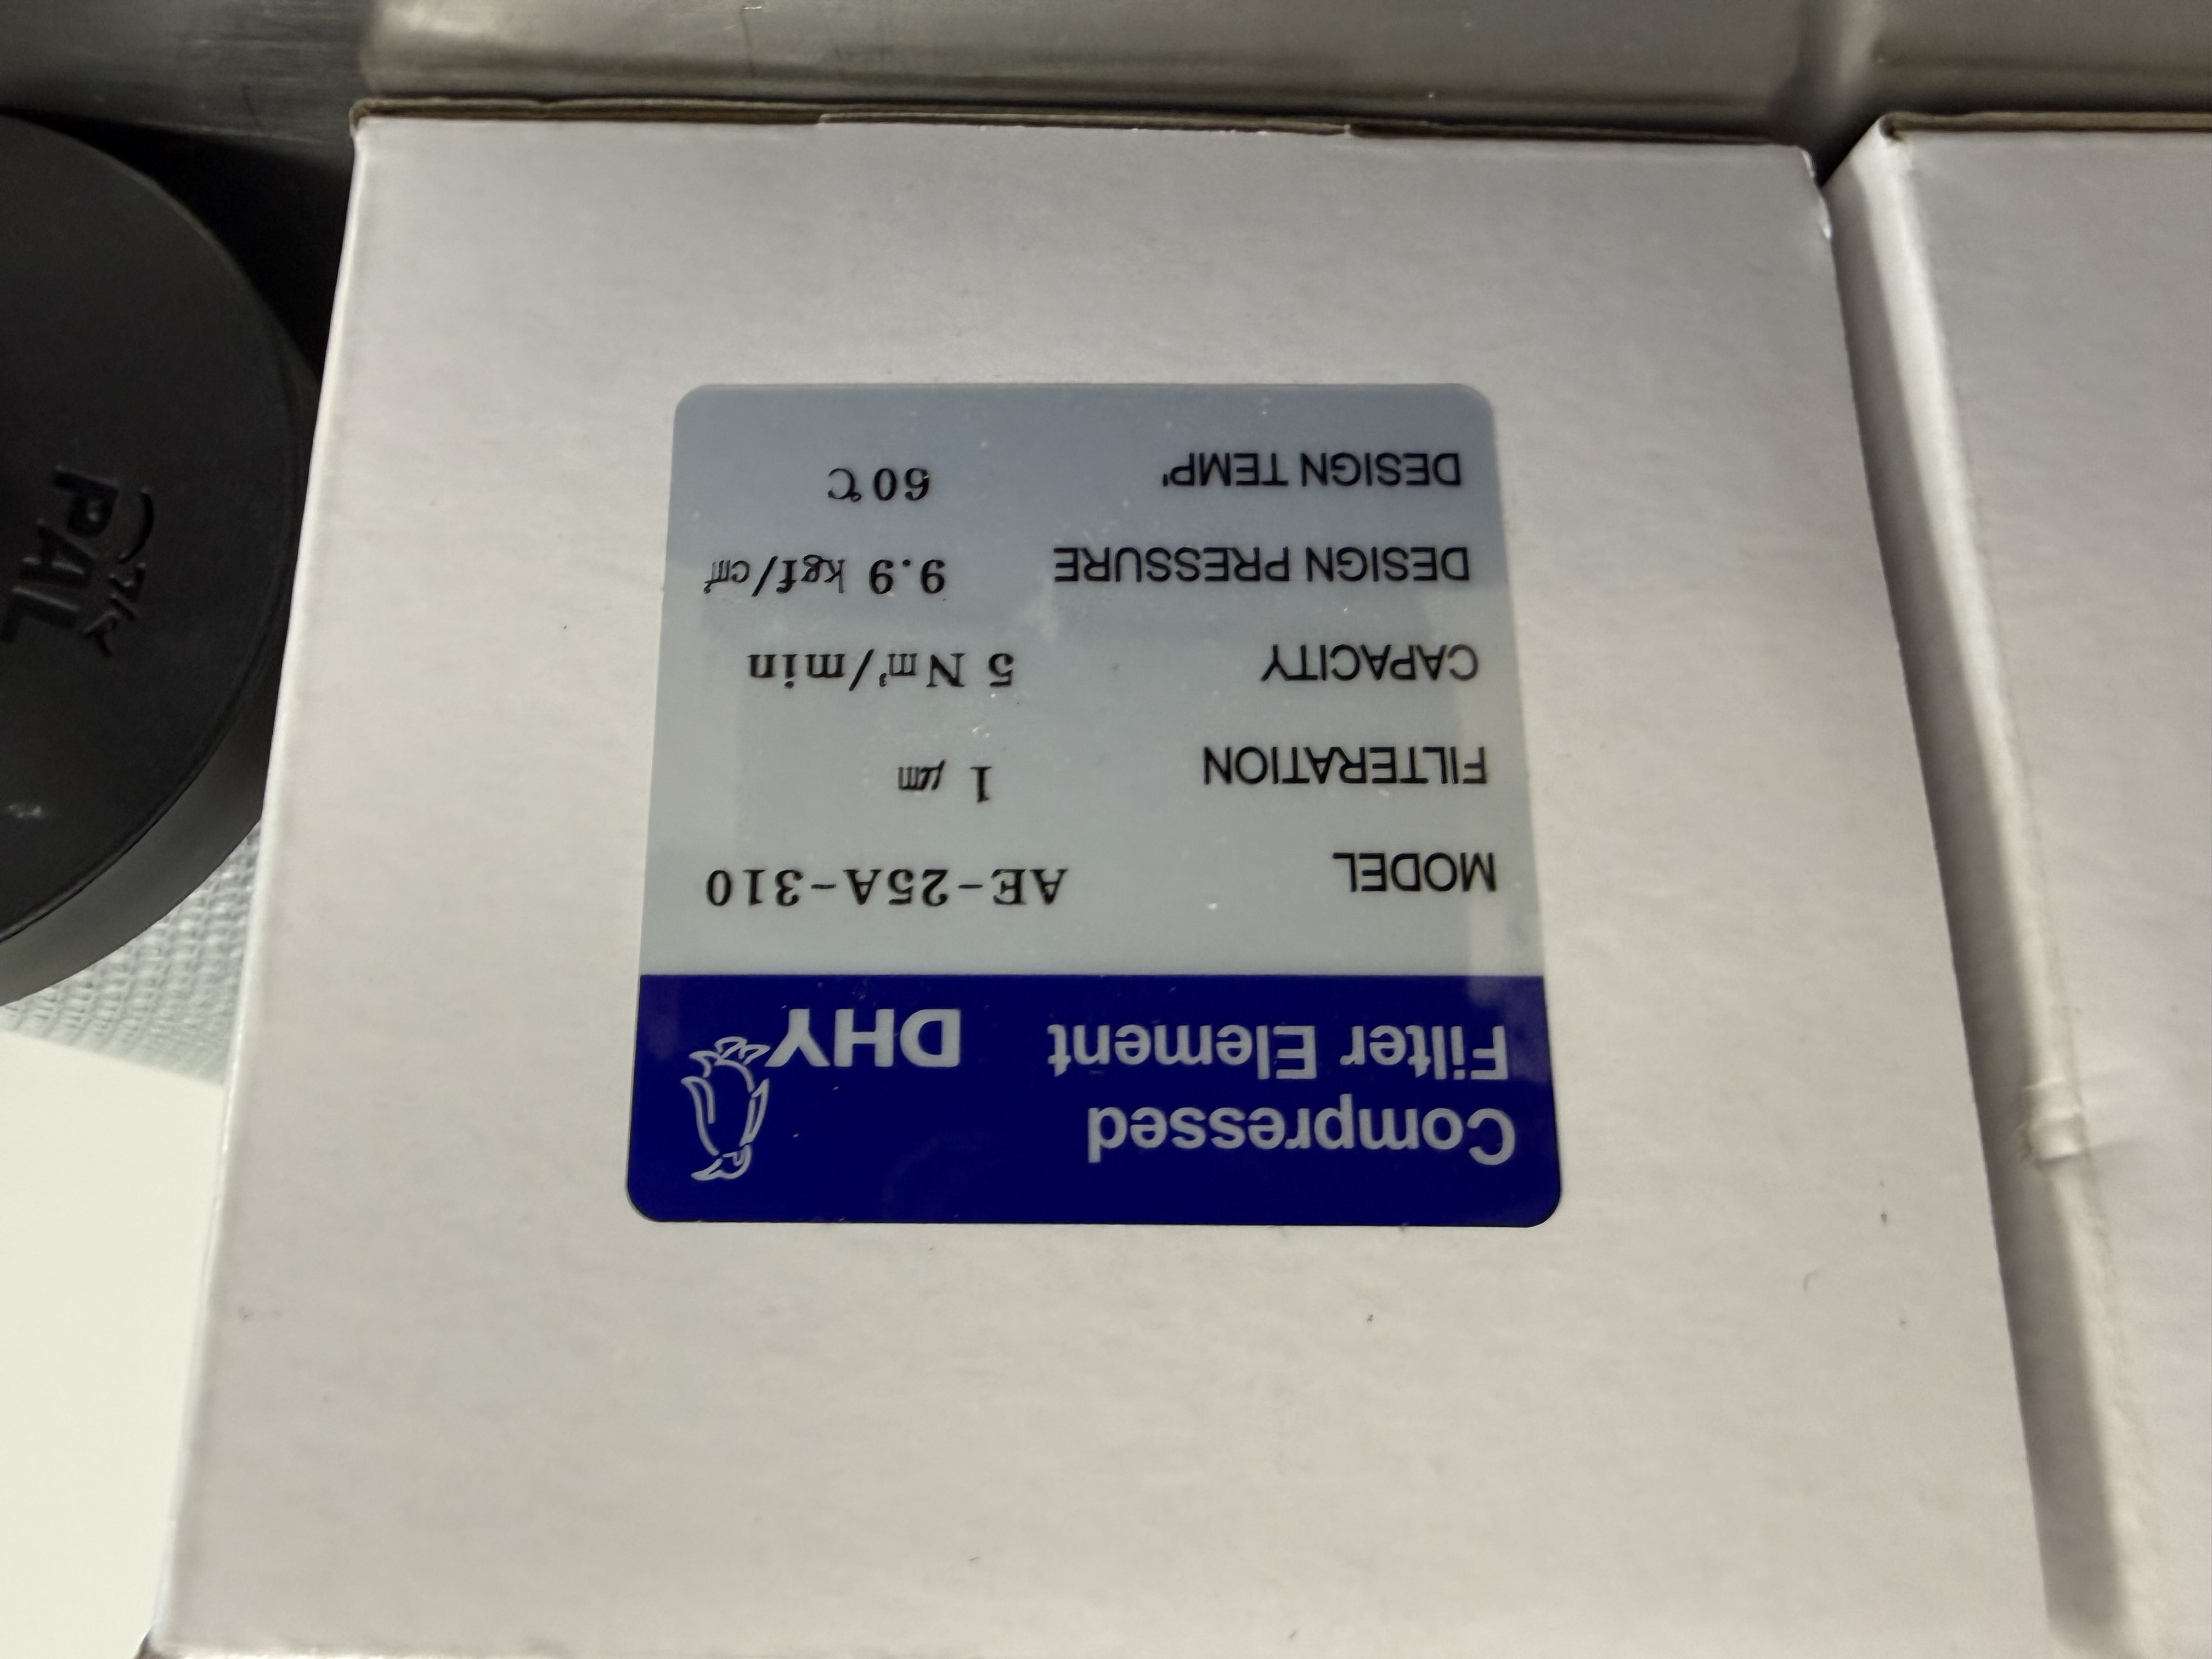 Compressed
Filter Element DHY
MODEL AE-25A-310
FILTERATION 1 ㎛
CAPACITY 5 N㎥/min
DESIGN PRESSURE 9.9 kgf/㎠
DESIGN TEMP' 60℃
PAL